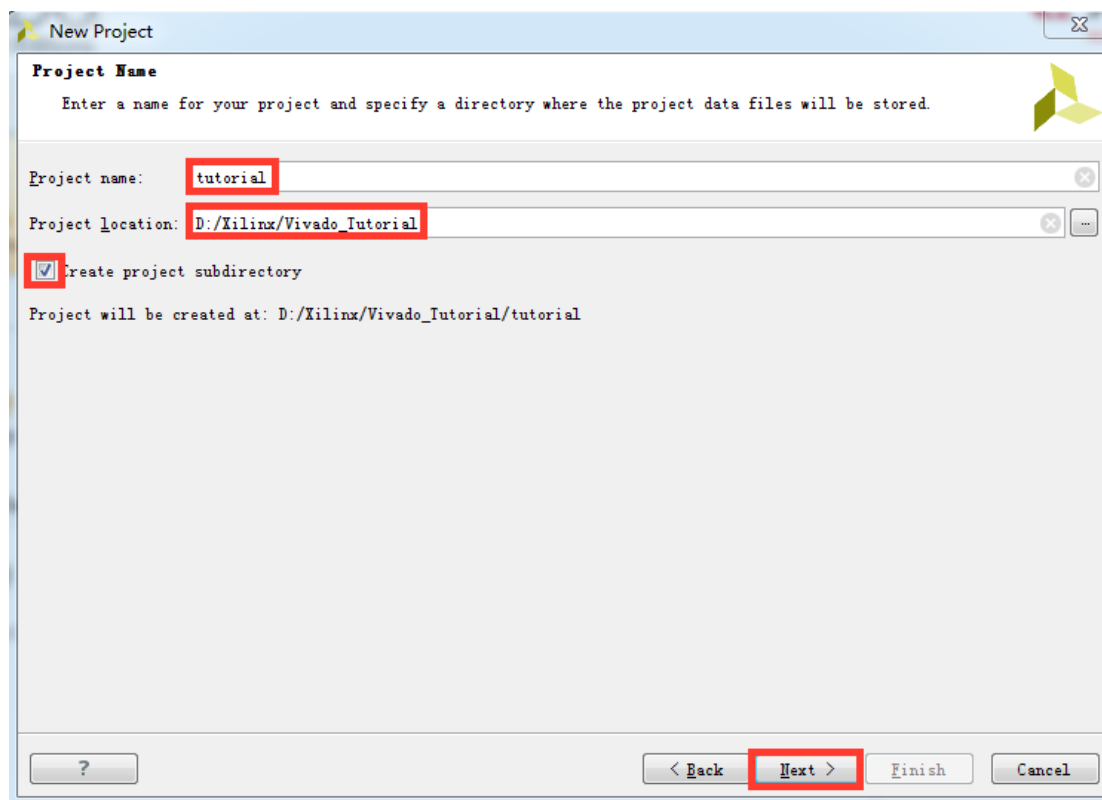 New Project
Project Name
Enter a name for your project and specify a directory where the project data files will be stored.
Project name: tutorial
Project location: D:/Xilinx/Vivado_Tutorial ...
Create project subdirectory
Project will be created at: D:/Xilinx/Vivado_Tutorial/tutorial
? < Back Next > Finish Cancel